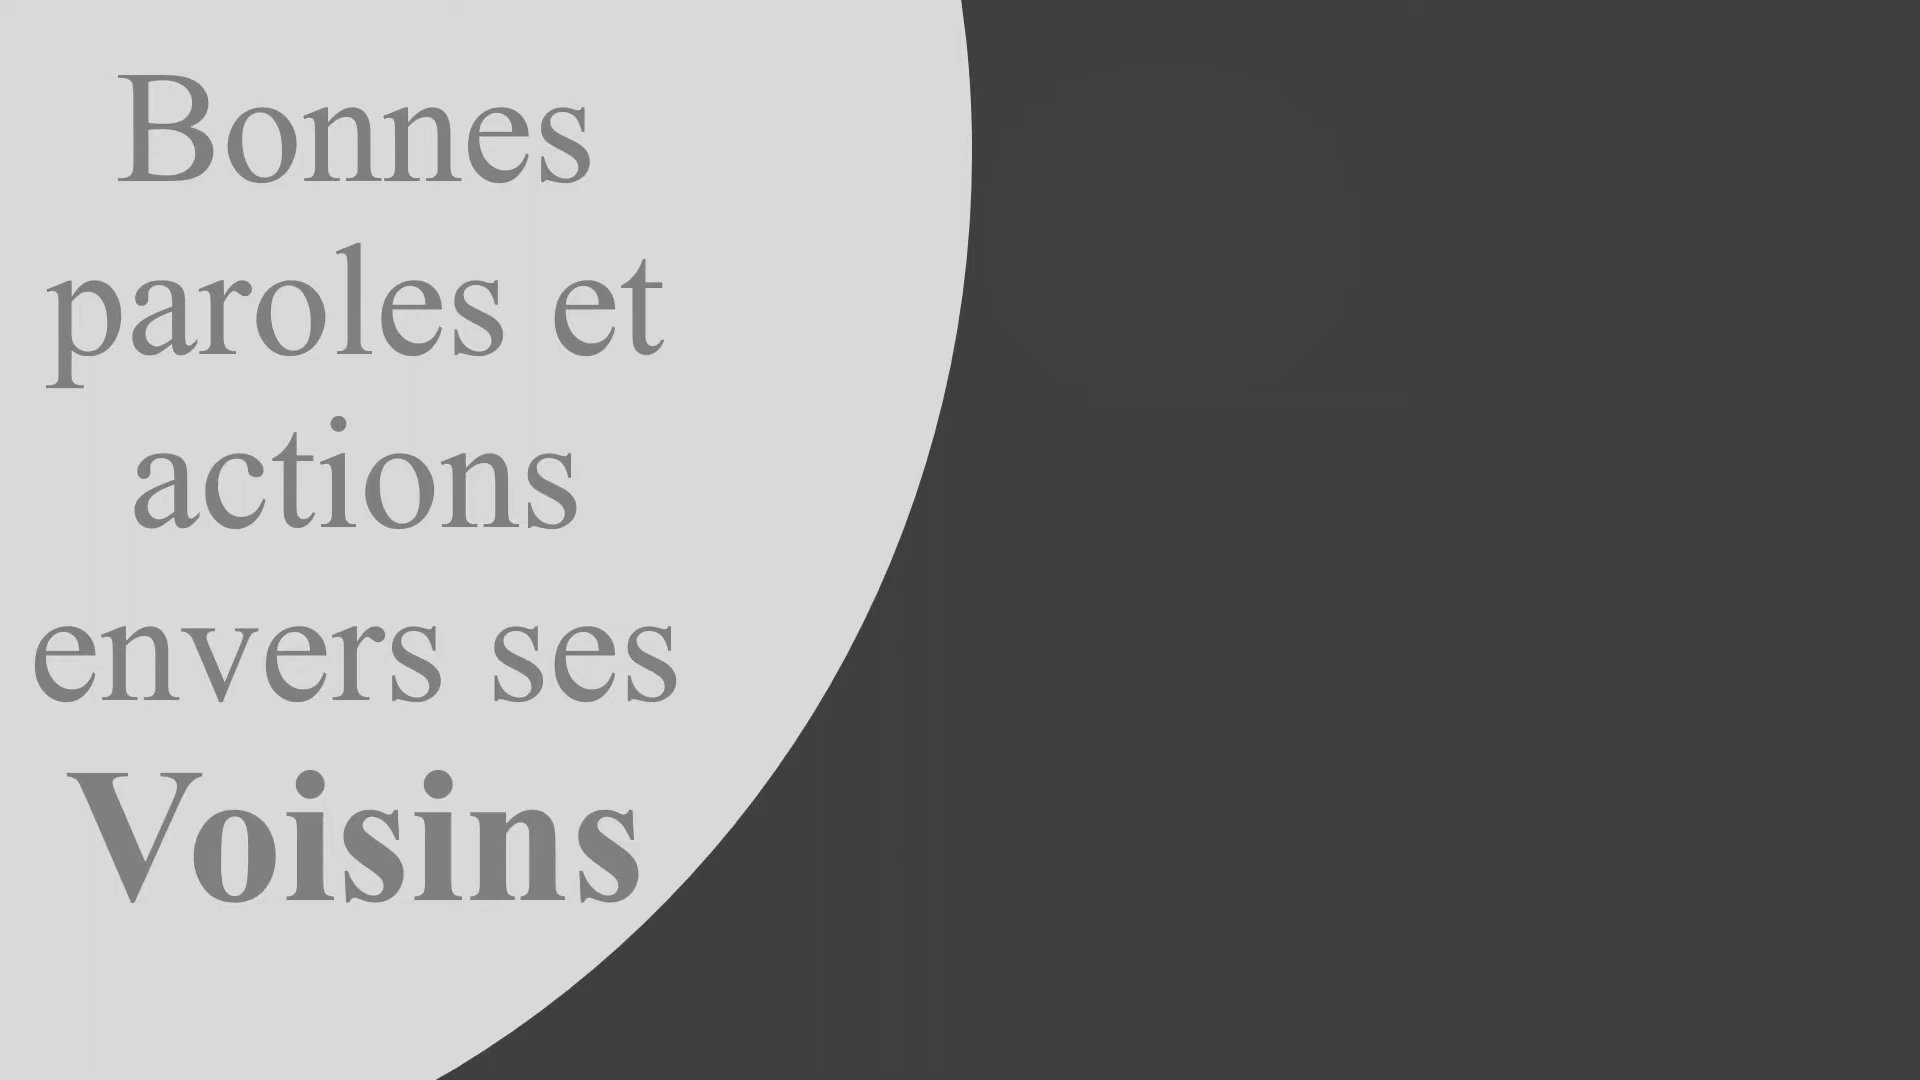 Bonnes
paroles et
actions
envers ses
Voisins